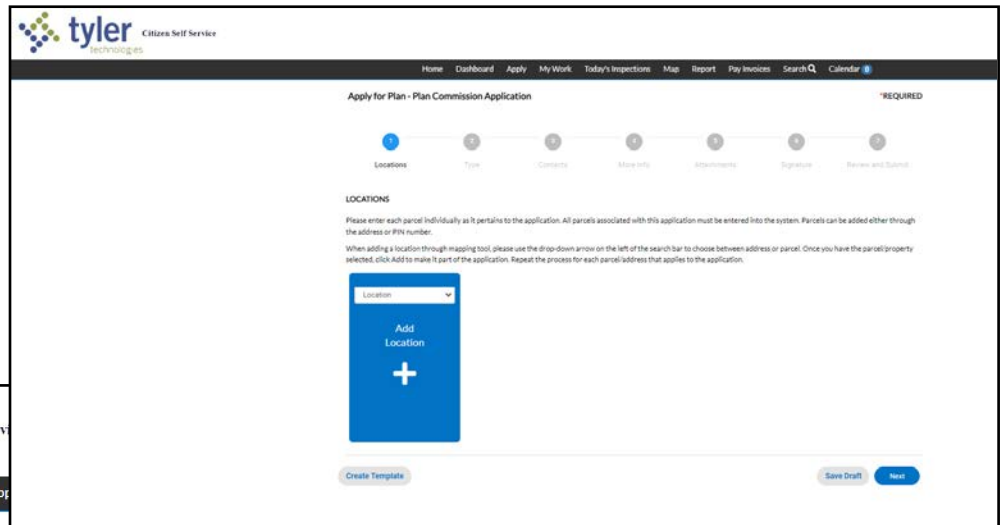 tyler
technologies
Citizen Self Service
Home Dashboard Apply My Work Today's Inspections Map Report Pay Invoices Search Calendar 0
Apply for Plan - Plan Commission Application
*REQUIRED
1 2 3 4 5 6 7
Locations Type Contacts More Info Attachments Signature Review and Submit
LOCATIONS
Please enter each parcel individually as it pertains to the application. All parcels associated with this application must be entered into the system. Parcels can be added either through
the address or PIN number.
When adding a location through mapping tool, please use the drop-down arrow on the left of the search bar to choose between address or parcel. Once you have the parcel/property
selected, click Add to make it part of the application. Repeat the process for each parcel/address that applies to the application.
Location
Add
Location
Create Template
Save Draft
Next